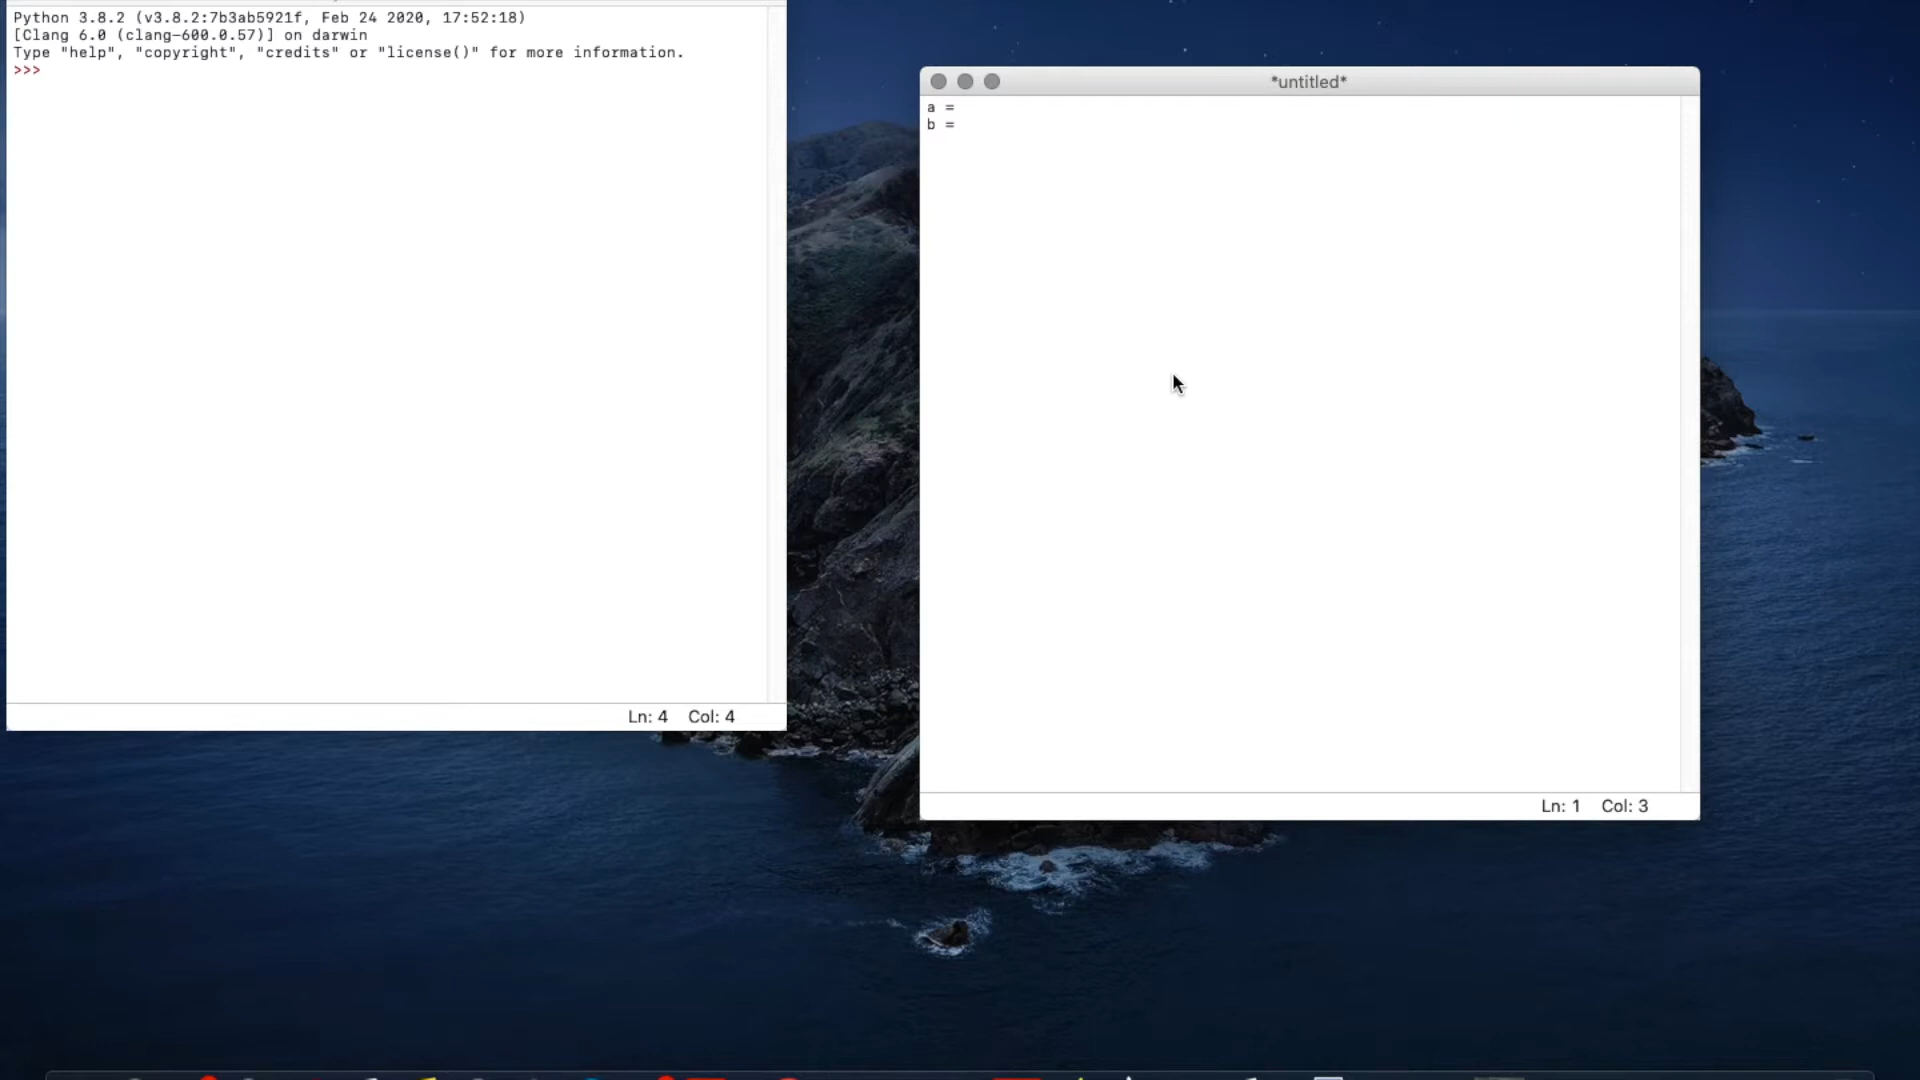 Python 3.8.2 (v3.8.2:7b3ab5921f, Feb 24 2020, 17:52:18)
[Clang 6.0 (clang-600.0.57)] on darwin
Type "help", "copyright", "credits" or "license()" for more information.
>>>
Ln: 4 Col: 4
*untitled*
a =
b =
Ln: 1 Col: 3